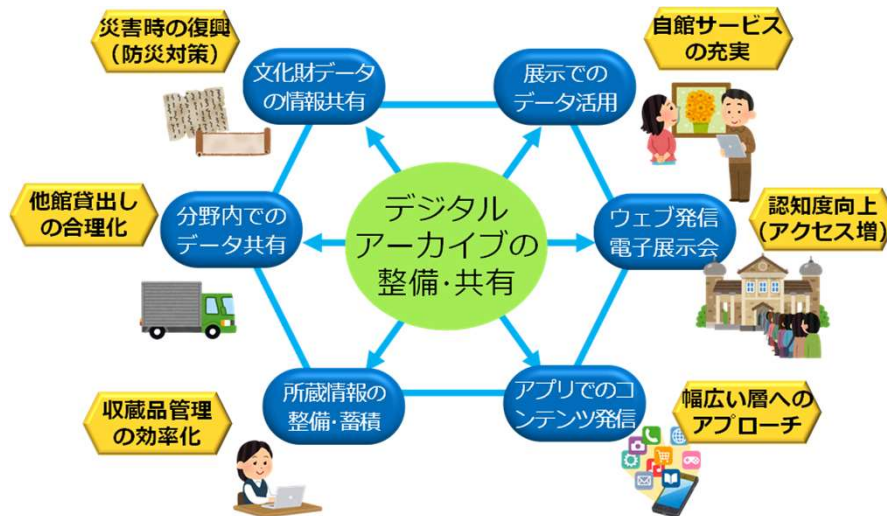 災害時の復興
（防災対策）
文化財データ
の情報共有
展示での
データ活用
自館サービス
の充実
他館貸出し
の合理化
分野内での
データ共有
デジタル
アーカイブの
整備・共有
ウェブ発信
電子展示会
認知度向上
（アクセス増）
収蔵品管理
の効率化
所蔵情報の
整備・蓄積
アプリでのコ
ンテンツ発信
幅広い層への
アプローチ